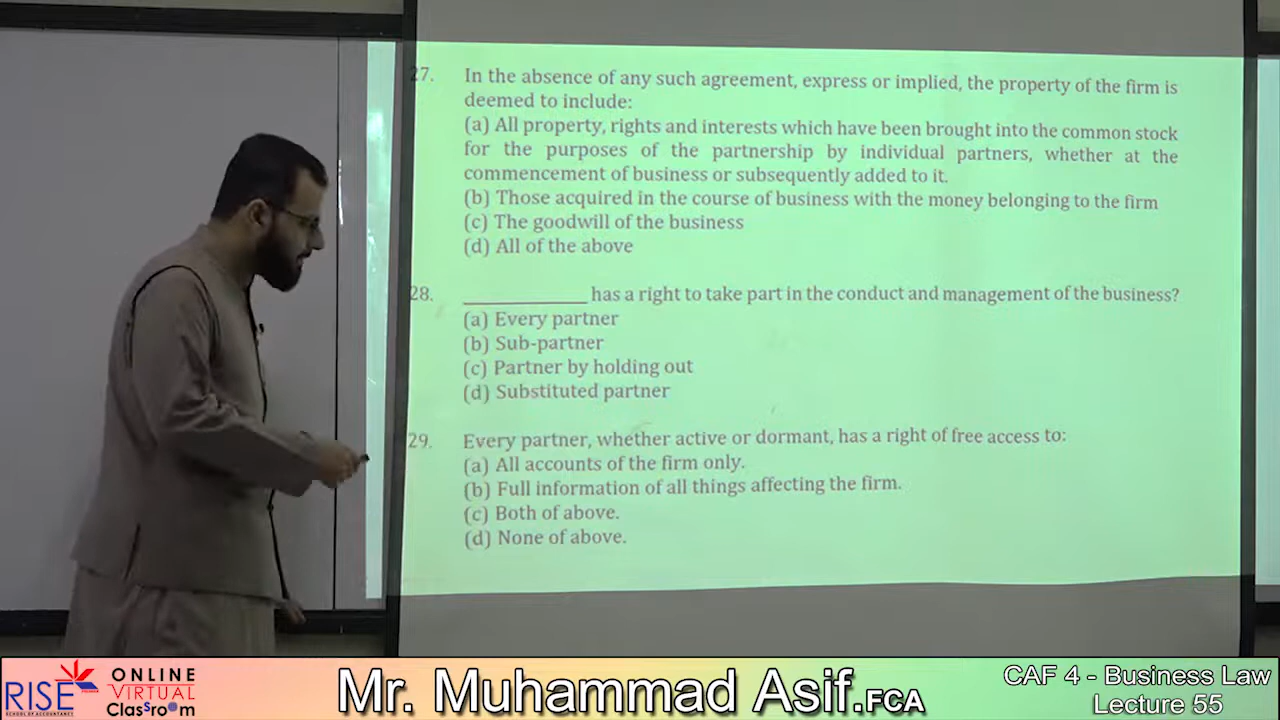 27. In the absence of any such agreement, express or implied, the property of the firm is
deemed to include:
(a) All property, rights and interests which have been brought into the common stock
for the purposes of the partnership by individual partners, whether at the
commencement of business or subsequently added to it.
(b) Those acquired in the course of business with the money belonging to the firm
(c) The goodwill of the business
(d) All of the above
28. ____________ has a right to take part in the conduct and management of the business?
(a) Every partner
(b) Sub-partner
(c) Partner by holding out
(d) Substituted partner
29. Every partner, whether active or dormant, has a right of free access to:
(a) All accounts of the firm only.
(b) Full information of all things affecting the firm.
(c) Both of above.
(d) None of above.
RISE
SCHOOL OF ACCOUNTANCY
ONLINE
VIRTUAL
ClassroOm
Mr. Muhammad Asif.FCA
CAF 4 - Business Law
Lecture 55